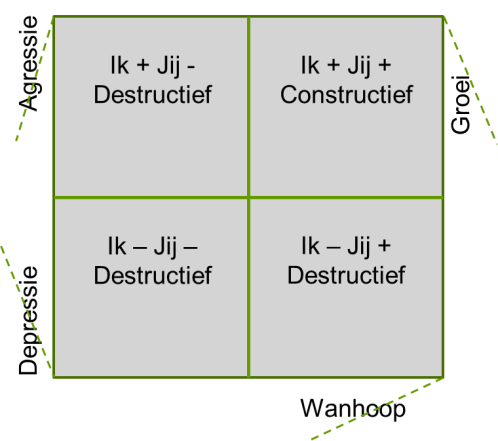 Agressie
Ik + Jij -
Destructief
Ik + Jij +
Constructief
Groei
Depressie
Ik – Jij –
Destructief
Ik – Jij +
Destructief
Wanhoop